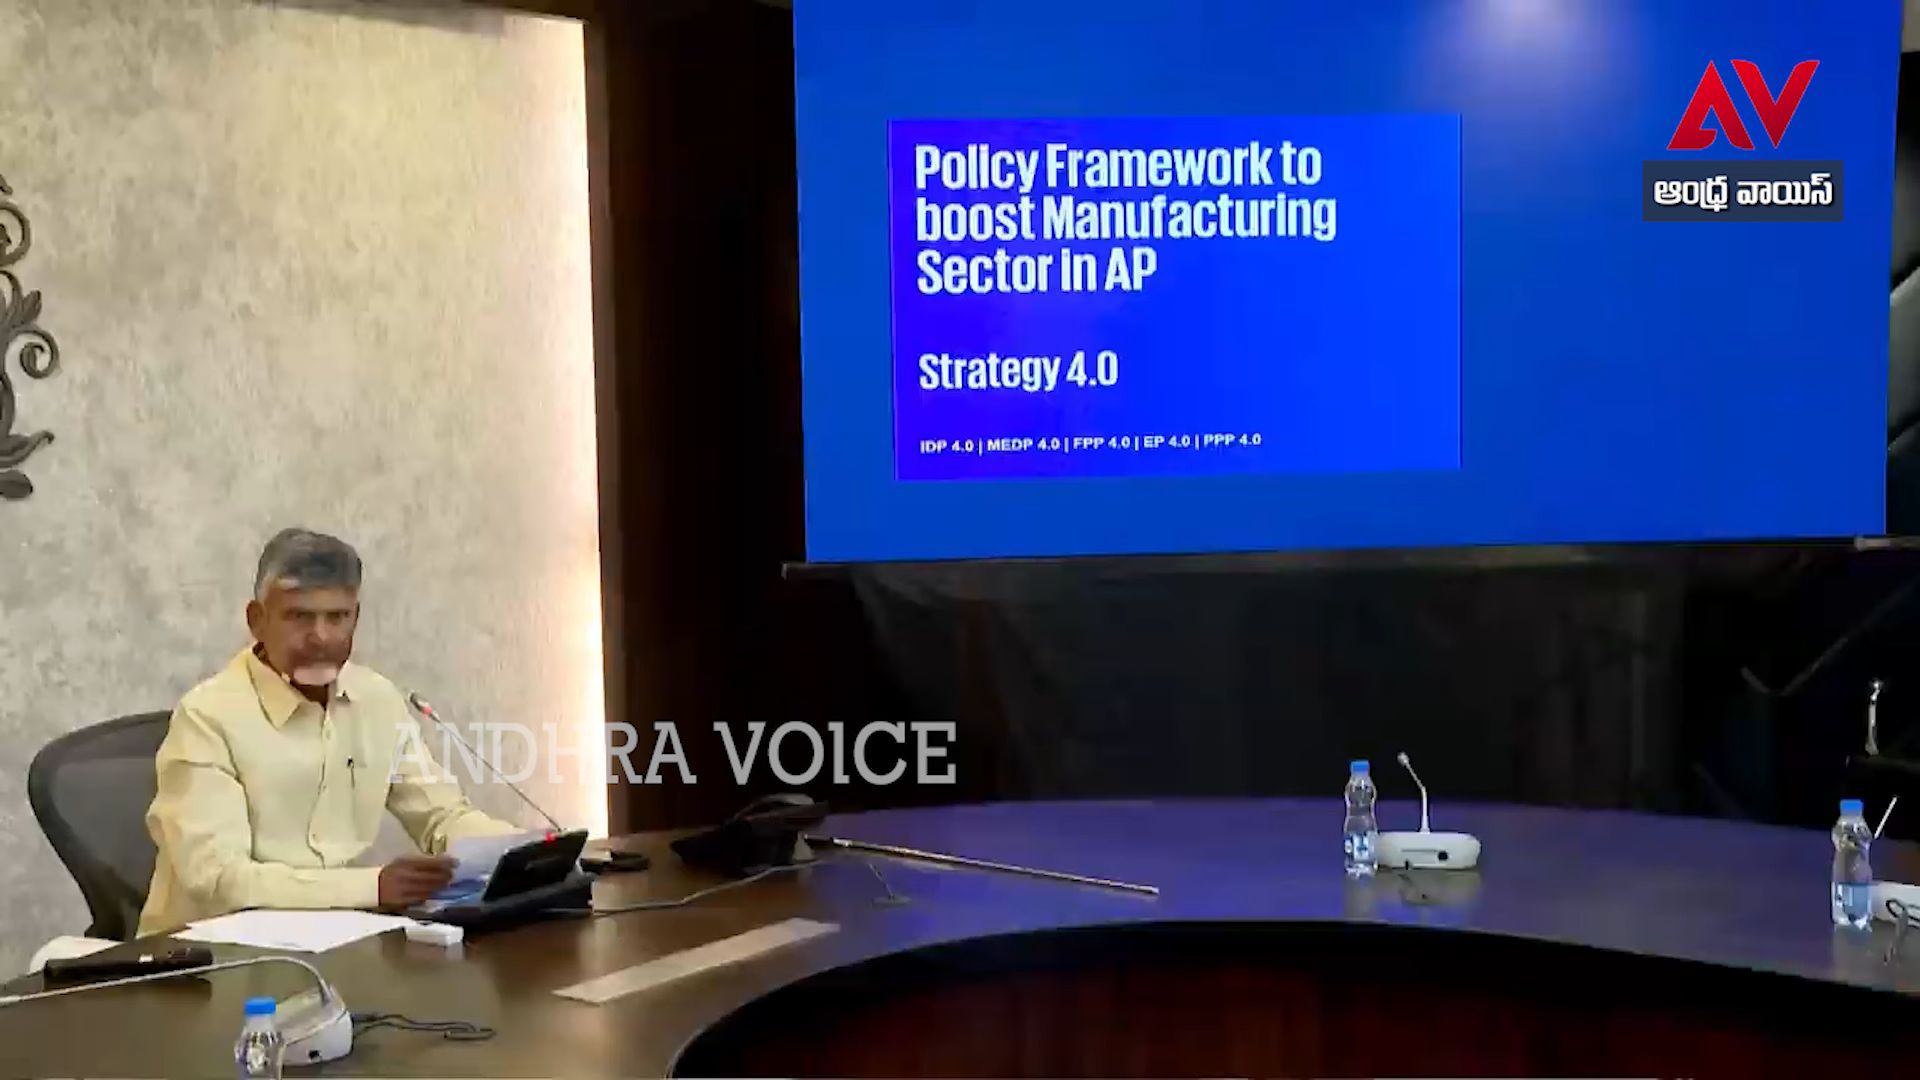 Policy Framework to
boost Manufacturing
Sector in AP
Strategy 4.0
IDP 4.0 | MEDP 4.0 | FPP 4.0 | EP 4.0 | PPP 4.0
AV
ఆంధ్ర వాయిస్
ANDHRA VOICE